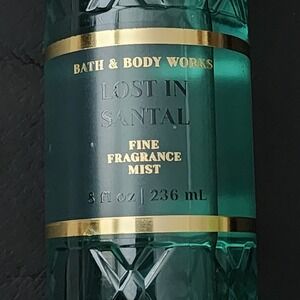 BATH & BODY WORKS
LOST IN
SANTAL
FINE
FRAGRANCE
MIST
8 fl oz | 236 mL